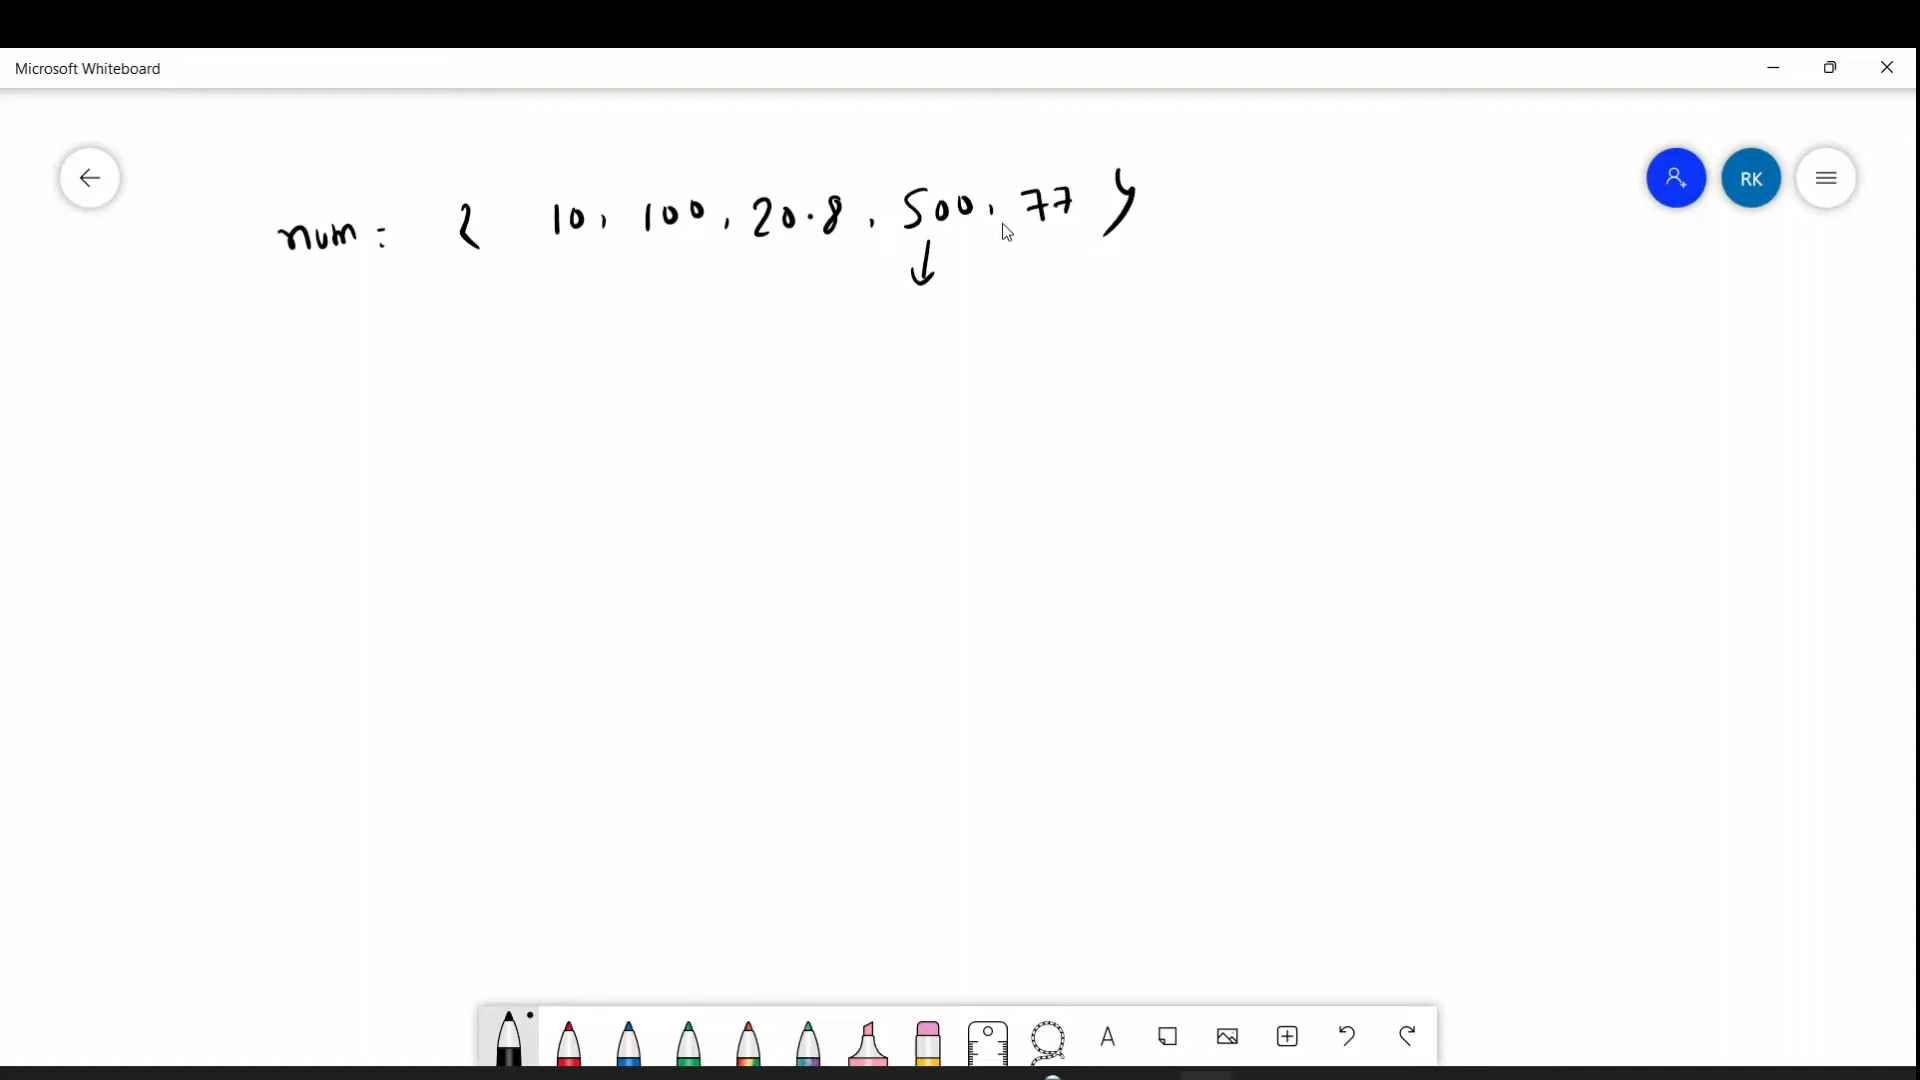 Microsoft Whiteboard
RK
num = { 10, 100, 20.8, 500, 77 }
↓
A